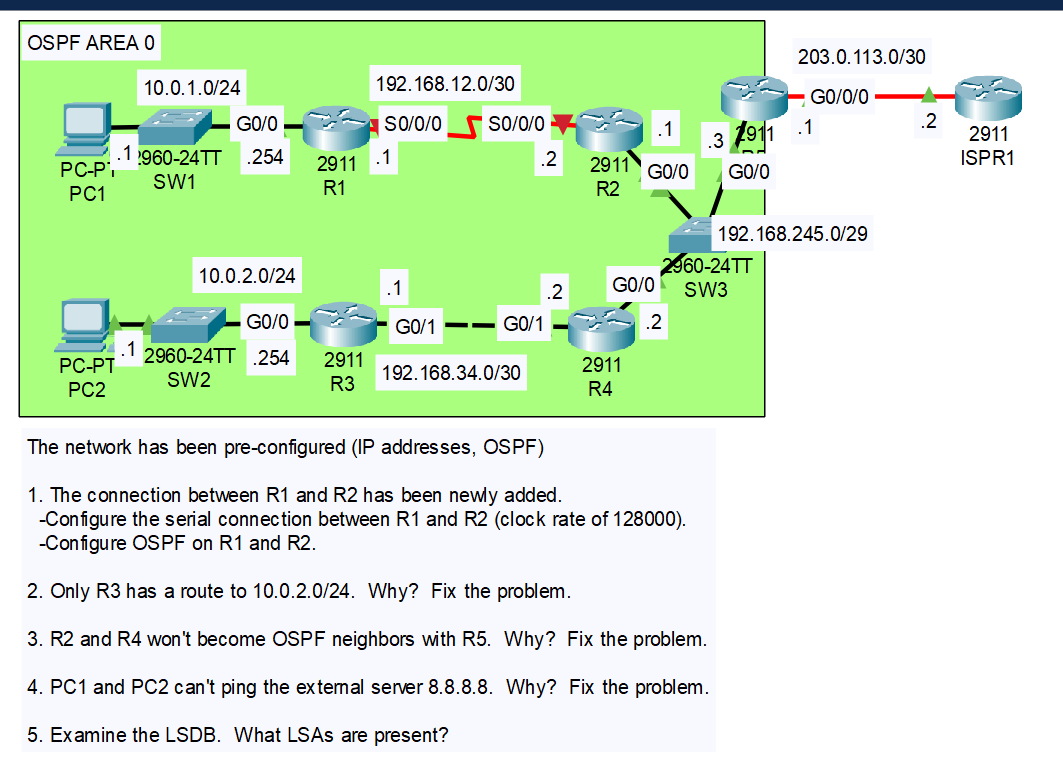 OSPF AREA 0
203.0.113.0/30
10.0.1.0/24
192.168.12.0/30
G0/0/0
G0/0
S0/0/0
S0/0/0
.1
.3
2911
.1
.2
2911
ISPR1
.1
2960-24TT
SW1
.254
.1
2911
R1
.2
2911
R2
G0/0
G0/0
PC-PT
PC1
192.168.245.0/29
2960-24TT
SW3
10.0.2.0/24
.1
.2
G0/0
G0/0
G0/1
G0/1
.2
.1
2960-24TT
SW2
.254
2911
R3
192.168.34.0/30
2911
R4
PC-PT
PC2
The network has been pre-configured (IP addresses, OSPF)
1. The connection between R1 and R2 has been newly added.
-Configure the serial connection between R1 and R2 (clock rate of 128000).
-Configure OSPF on R1 and R2.
2. Only R3 has a route to 10.0.2.0/24.  Why?  Fix the problem.
3. R2 and R4 won't become OSPF neighbors with R5.  Why?  Fix the problem.
4. PC1 and PC2 can't ping the external server 8.8.8.8.  Why?  Fix the problem.
5. Examine the LSDB.  What LSAs are present?